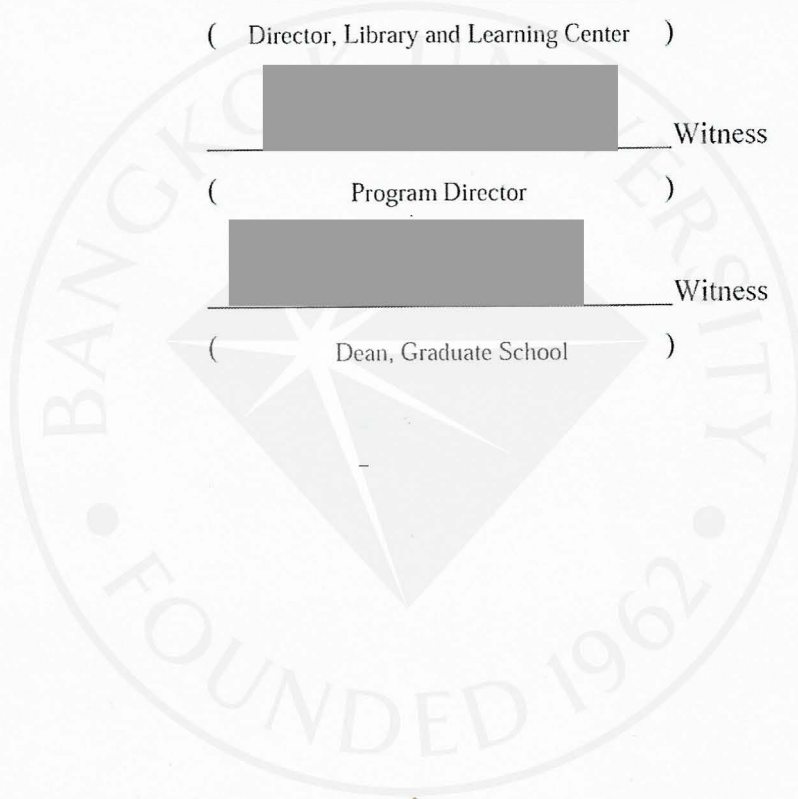 ( Director, Library and Learning Center )
Witness
( Program Director )
Witness
( Dean, Graduate School )
BANGKOK UNIVERSITY
FOUNDED 1962